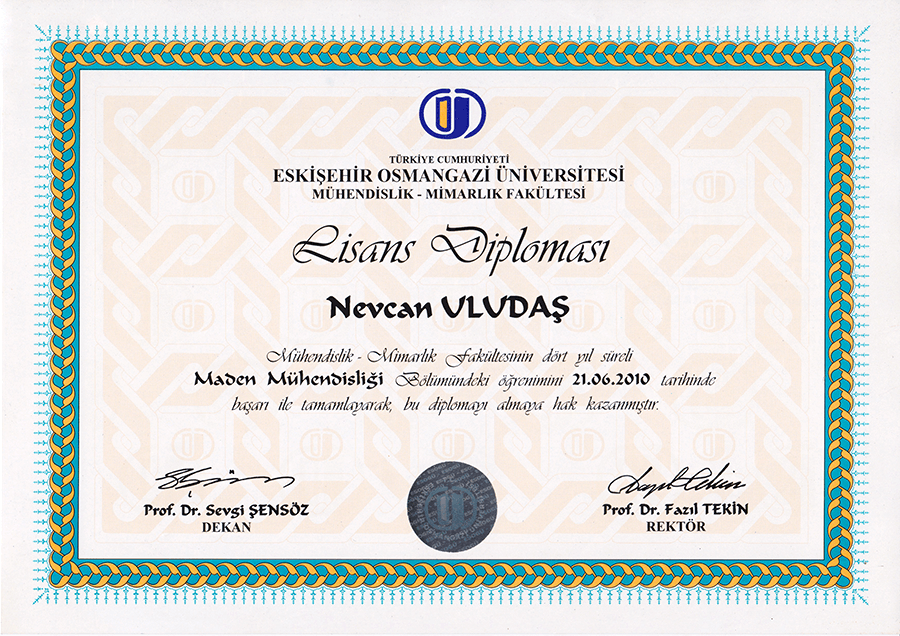 TÜRKİYE CUMHURİYETİ
ESKİŞEHİR OSMANGAZİ ÜNİVERSİTESİ
MÜHENDİSLİK - MİMARLIK FAKÜLTESİ
Lisans Diploması
Nevcan ULUDAŞ
Mühendislik - Mimarlık Fakültesinin dört yıl süreli
Maden Mühendisliği Bölümündeki öğrenimini 21.06.2010 tarihinde
başarı ile tamamlayarak, bu diplomayı almaya hak kazanmıştır.
Prof. Dr. Sevgi ŞENSÖZ
DEKAN
Prof. Dr. Fazıl TEKİN
REKTÖR